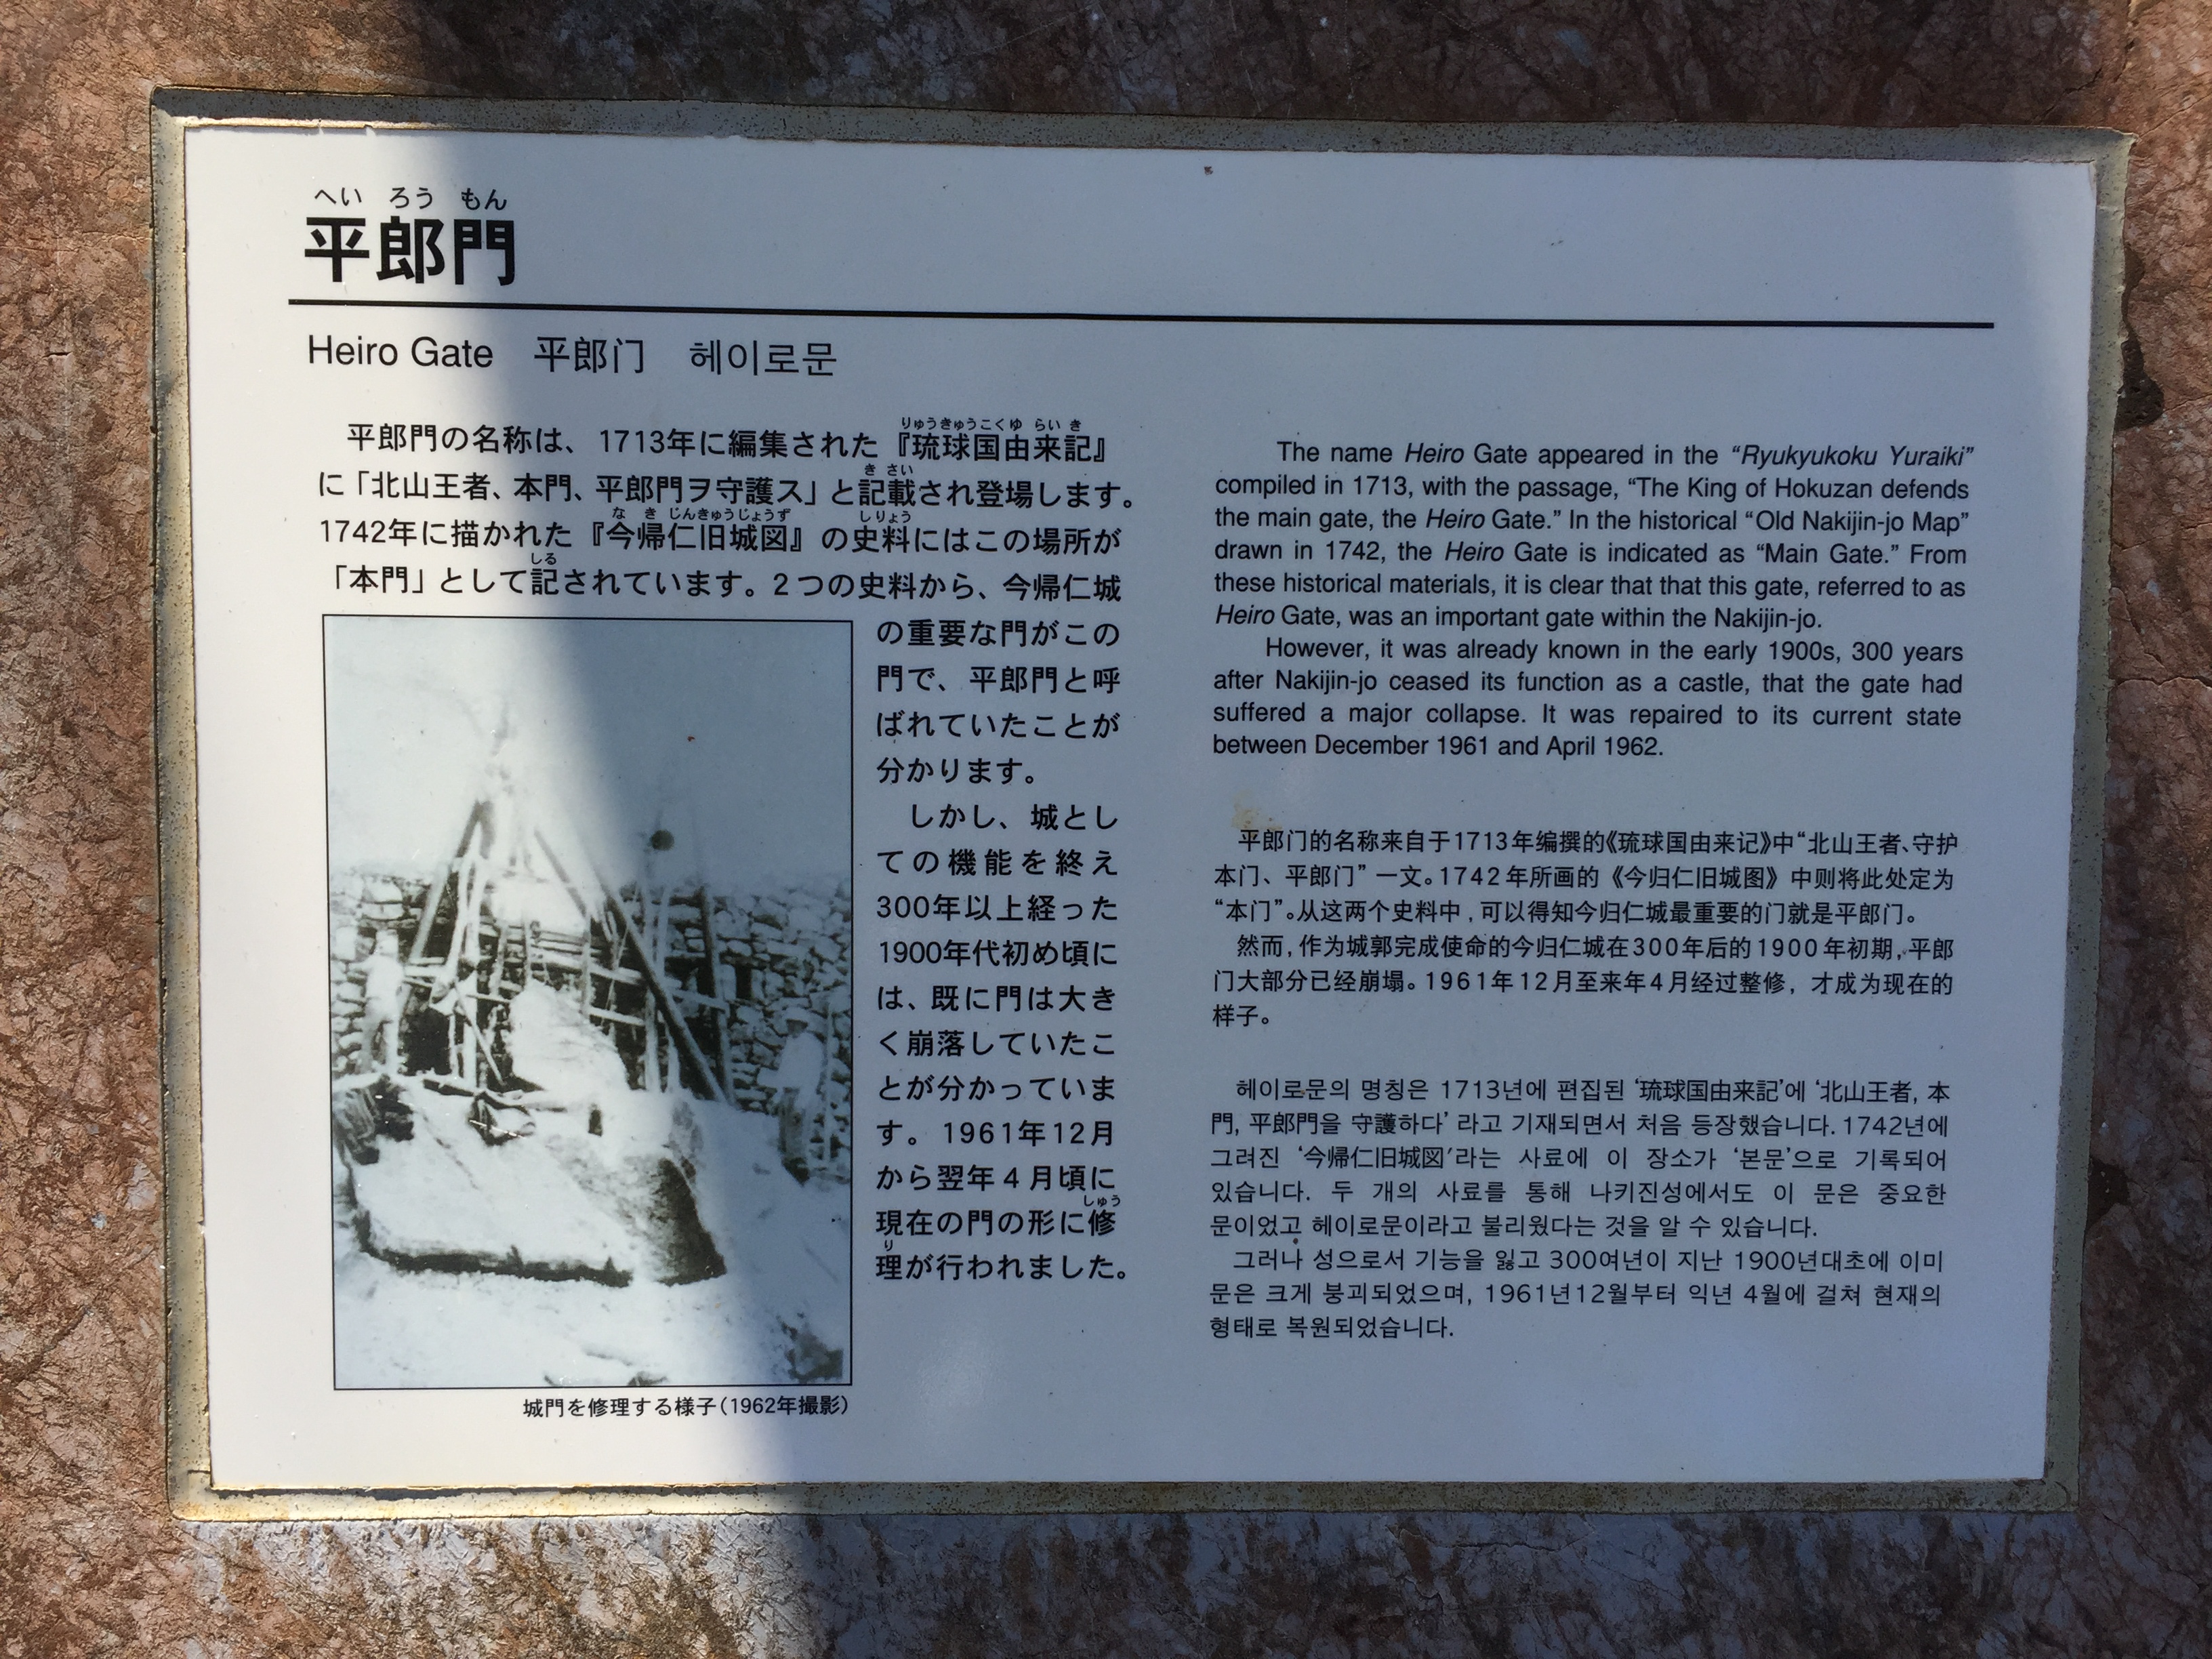 へい ろう もん
平郎門
Heiro Gate 平郎门 헤이로문
りゅうきゅうこくゆ らい き
平郎門の名称は、1713年に編集された『琉球国由来記』
き さい
に「北山王者、本門、平郎門ヲ守護ス」と記載され登場します。
な き じんきゅうじょうず しりょう
1742年に描かれた『今帰仁旧城図』の史料にはこの場所が
しる
「本門」として記されています。2つの史料から、今帰仁城
の重要な門がこの
門で、平郎門と呼
ばれていたことが
分かります。
しかし、城とし
ての機能を終え
300年以上経った
1900年代初め頃に
は、既に門は大き
く崩落していたこ
とが分かっていま
す。1961年12月
から翌年4月頃に
しゅう
現在の門の形に修
り
理が行われました。
城門を修理する様子(1962年撮影)
The name Heiro Gate appeared in the “Ryukyukoku Yuraiki”
compiled in 1713, with the passage, “The King of Hokuzan defends
the main gate, the Heiro Gate.” In the historical “Old Nakijin-jo Map”
drawn in 1742, the Heiro Gate is indicated as “Main Gate.” From
these historical materials, it is clear that that this gate, referred to as
Heiro Gate, was an important gate within the Nakijin-jo.
However, it was already known in the early 1900s, 300 years
after Nakijin-jo ceased its function as a castle, that the gate had
suffered a major collapse. It was repaired to its current state
between December 1961 and April 1962.
平郎门的名称来自于1713年编撰的《琉球国由来记》中“北山王者、守护
本门、平郎门”一文。1742年所画的《今归仁旧城图》中则将此处定为
“本门”。从这两个史料中,可以得知今归仁城最重要的门就是平郎门。
然而,作为城郭完成使命的今归仁城在300年后的1900年初期,平郎
门大部分已经崩塌。1961年12月至来年4月经过整修，才成为现在的
样子。
헤이로문의 명칭은 1713년에 편집된 ‘琉球国由来記’에 ‘北山王者, 本
門, 平郎門을 守護하다’ 라고 기재되면서 처음 등장했습니다. 1742년에
그려진 ‘今帰仁旧城図’라는 사료에 이 장소가 ‘본문’으로 기록되어
있습니다. 두 개의 사료를 통해 나키진성에서도 이 문은 중요한
문이었고 헤이로문이라고 불리웠다는 것을 알 수 있습니다.
그러나 성으로서 기능을 잃고 300여년이 지난 1900년대초에 이미
문은 크게 붕괴되었으며, 1961년12월부터 익년 4월에 걸쳐 현재의
형태로 복원되었습니다.